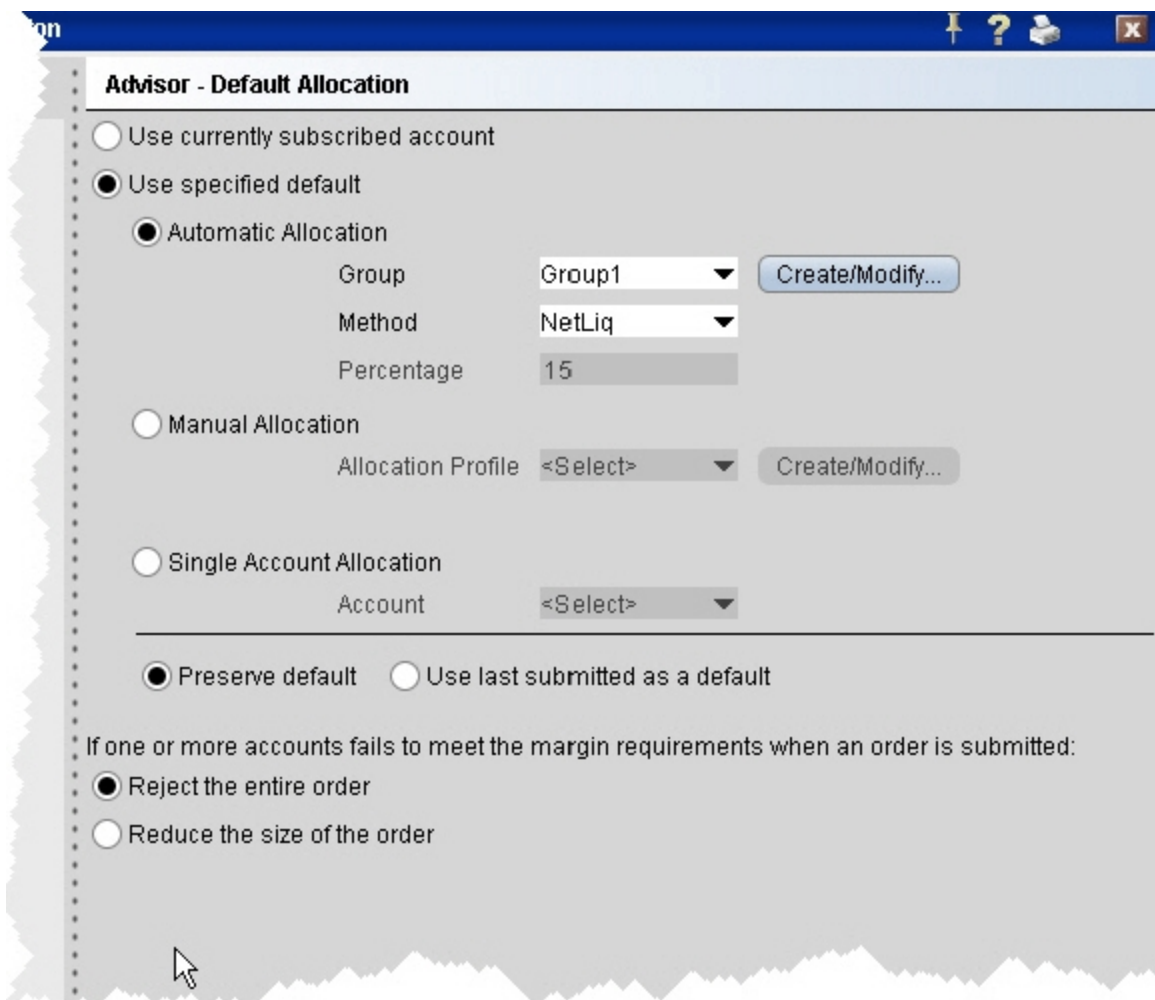 ton
Advisor - Default Allocation
Use currently subscribed account
Use specified default
Automatic Allocation
Group Group1 Create/Modify...
Method NetLiq
Percentage 15
Manual Allocation
Allocation Profile <Select> Create/Modify...
Single Account Allocation
Account <Select>
Preserve default Use last submitted as a default
If one or more accounts fails to meet the margin requirements when an order is submitted:
Reject the entire order
Reduce the size of the order